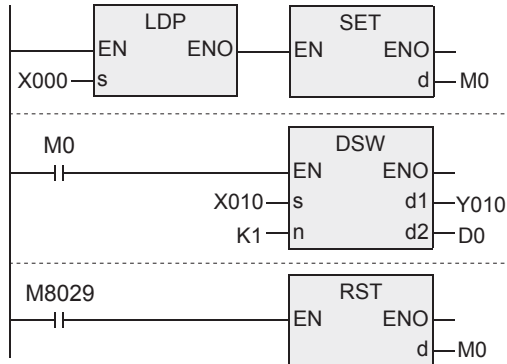 LDP SET
EN ENO EN ENO
X000 s d M0
M0 DSW
EN ENO
X010 s d1 Y010
K1 n d2 D0
M8029 RST
EN ENO
d M0